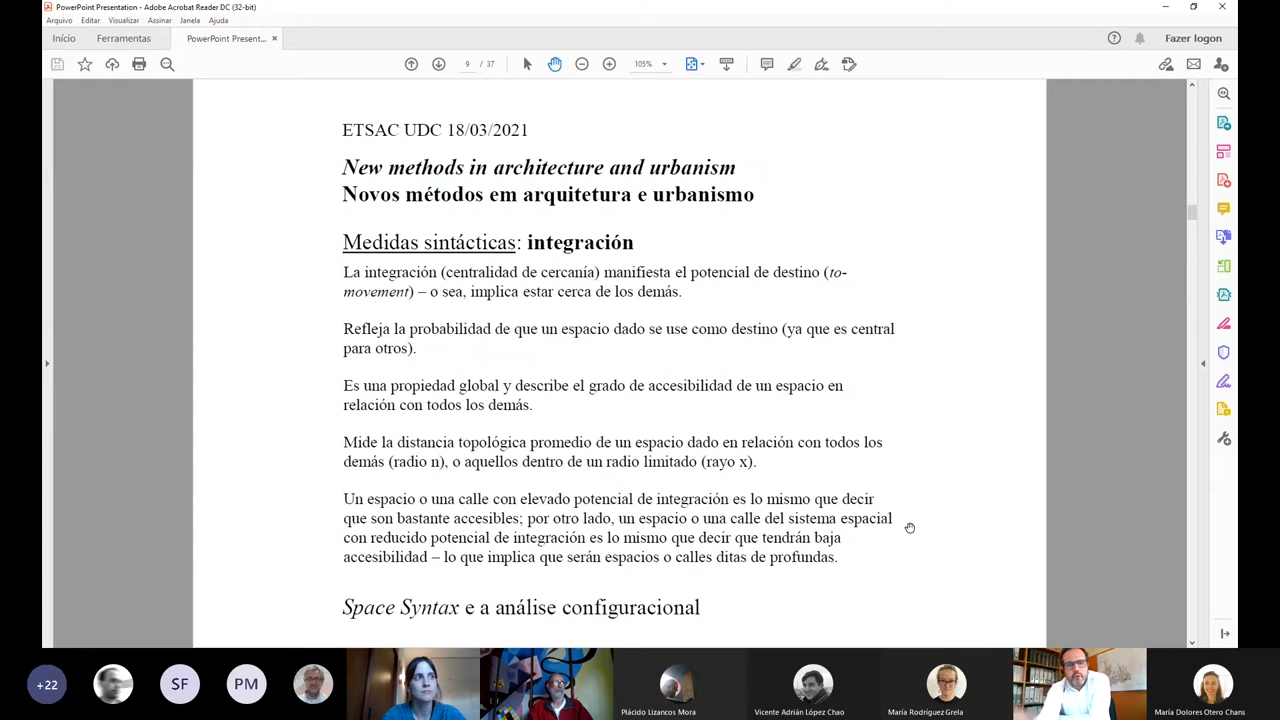 PowerPoint Presentation - Adobe Acrobat Reader DC (32-bit)
Arquivo Editar Visualizar Assinar Janela Ajuda
Início Ferramentas PowerPoint Present... × Fazer logon
9 / 37 105%
ETSAC UDC 18/03/2021
New methods in architecture and urbanism
Novos métodos em arquitetura e urbanismo
Medidas sintácticas: integración
La integración (centralidad de cercanía) manifiesta el potencial de destino (to-
movement) – o sea, implica estar cerca de los demás.
Refleja la probabilidad de que un espacio dado se use como destino (ya que es central
para otros).
Es una propiedad global y describe el grado de accesibilidad de un espacio en
relación con todos los demás.
Mide la distancia topológica promedio de un espacio dado en relación con todos los
demás (radio n), o aquellos dentro de un radio limitado (rayo x).
Un espacio o una calle con elevado potencial de integración es lo mismo que decir
que son bastante accesibles; por otro lado, un espacio o una calle del sistema espacial
con reducido potencial de integración es lo mismo que decir que tendrán baja
accesibilidad – lo que implica que serán espacios o calles ditas de profundas.
Space Syntax e a análise configuracional
+22 SF PM
Plácido Lizancos Mora Vicente Adrián López Chao María Rodríguez Grela María Dolores Otero Chans